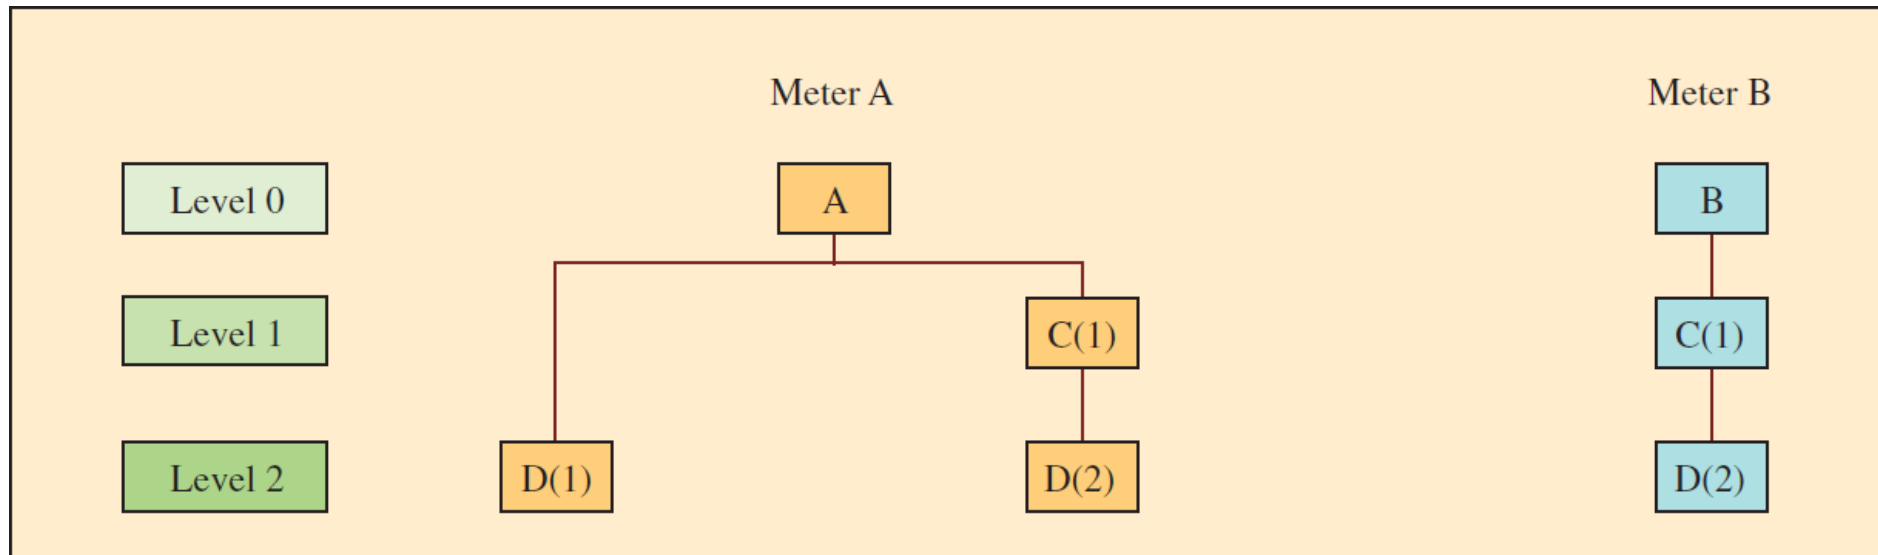 Meter A
Meter B
Level 0
A
B
Level 1
C(1)
C(1)
Level 2
D(1)
D(2)
D(2)